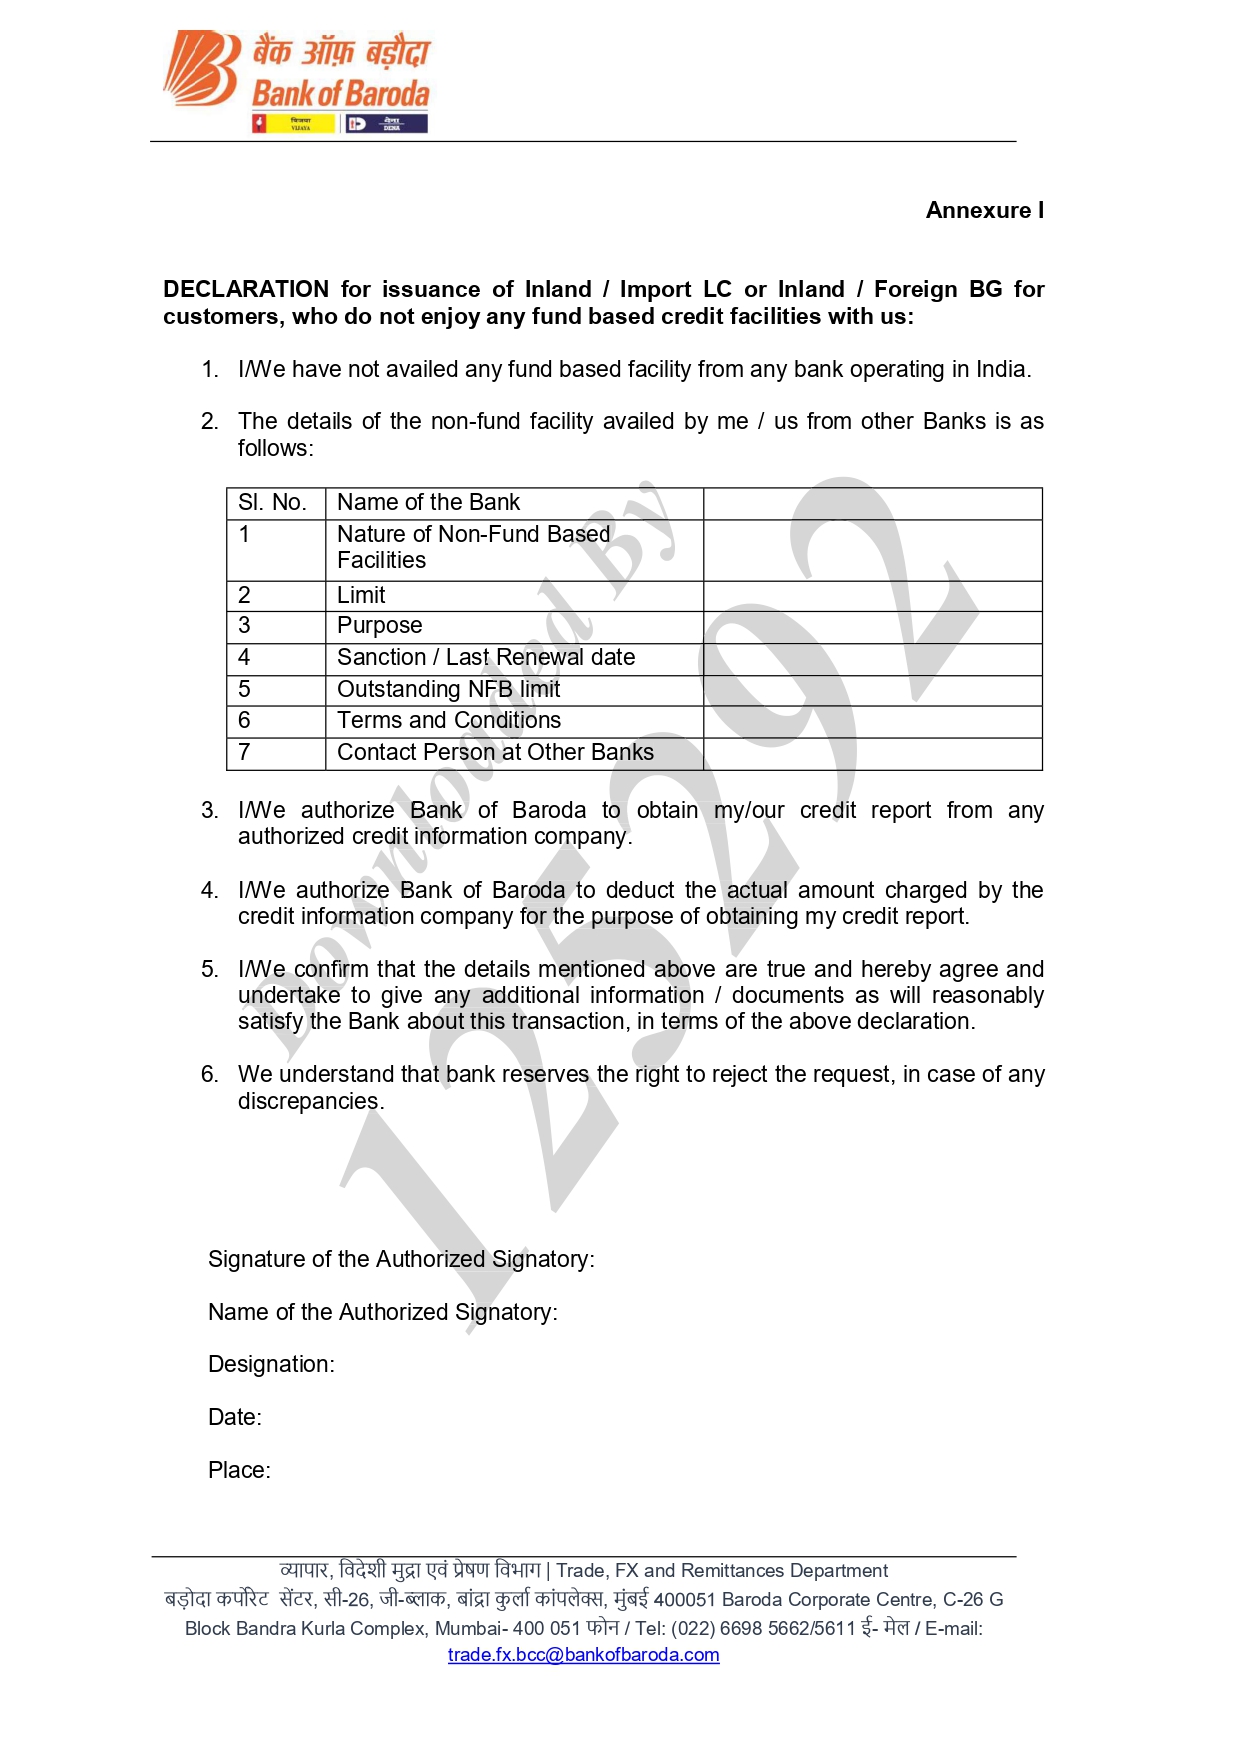 बैंक ऑफ़ बड़ौदा
Bank of Baroda
विजया
VIJAYA
देना
DENA
Annexure I
DECLARATION for issuance of Inland / Import LC or Inland / Foreign BG for
customers, who do not enjoy any fund based credit facilities with us:
1. I/We have not availed any fund based facility from any bank operating in India.
2. The details of the non-fund facility availed by me / us from other Banks is as
follows:
Sl. No. Name of the Bank
1 Nature of Non-Fund Based
Facilities
2 Limit
3 Purpose
4 Sanction / Last Renewal date
5 Outstanding NFB limit
6 Terms and Conditions
7 Contact Person at Other Banks
3. I/We authorize Bank of Baroda to obtain my/our credit report from any
authorized credit information company.
4. I/We authorize Bank of Baroda to deduct the actual amount charged by the
credit information company for the purpose of obtaining my credit report.
5. I/We confirm that the details mentioned above are true and hereby agree and
undertake to give any additional information / documents as will reasonably
satisfy the Bank about this transaction, in terms of the above declaration.
6. We understand that bank reserves the right to reject the request, in case of any
discrepancies.
Downloaded By
125292
Signature of the Authorized Signatory:
Name of the Authorized Signatory:
Designation:
Date:
Place:
व्यापार, विदेशी मुद्रा एवं प्रेषण विभाग | Trade, FX and Remittances Department
बड़ोदा कर्पोरेट सेंटर, सी-26, जी-ब्लाक, बांद्रा कुर्ला कांपलेक्स, मुंबई 400051 Baroda Corporate Centre, C-26 G
Block Bandra Kurla Complex, Mumbai- 400 051 फोन / Tel: (022) 6698 5662/5611 ई- मेल / E-mail:
trade.fx.bcc@bankofbaroda.com